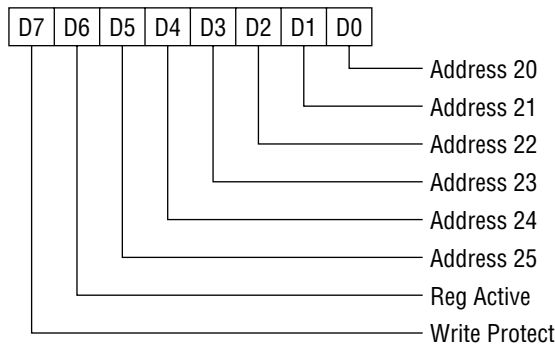 D7 D6 D5 D4 D3 D2 D1 D0
Address 20
Address 21
Address 22
Address 23
Address 24
Address 25
Reg Active
Write Protect